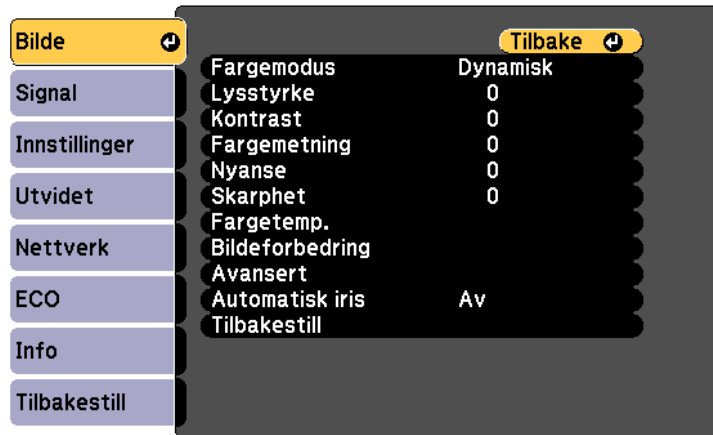 Bilde
Signal
Innstillinger
Utvidet
Nettverk
ECO
Info
Tilbakestill
Tilbake
Fargemodus Dynamisk
Lysstyrke 0
Kontrast 0
Fargemetning 0
Nyanse 0
Skarphet 0
Fargetemp.
Bildeforbedring
Avansert
Automatisk iris Av
Tilbakestill